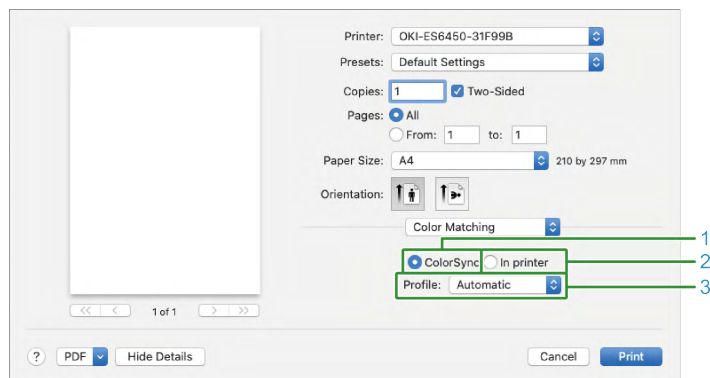 Printer: OKI-ES6450-31F99B
Presets: Default Settings
Copies: 1 Two-Sided
Pages: All
From: 1 to: 1
Paper Size: A4 210 by 297 mm
Orientation:
Color Matching
1
ColorSync In printer 2
Profile: Automatic 3
<< < 1 of 1 > >>
? PDF Hide Details Cancel Print